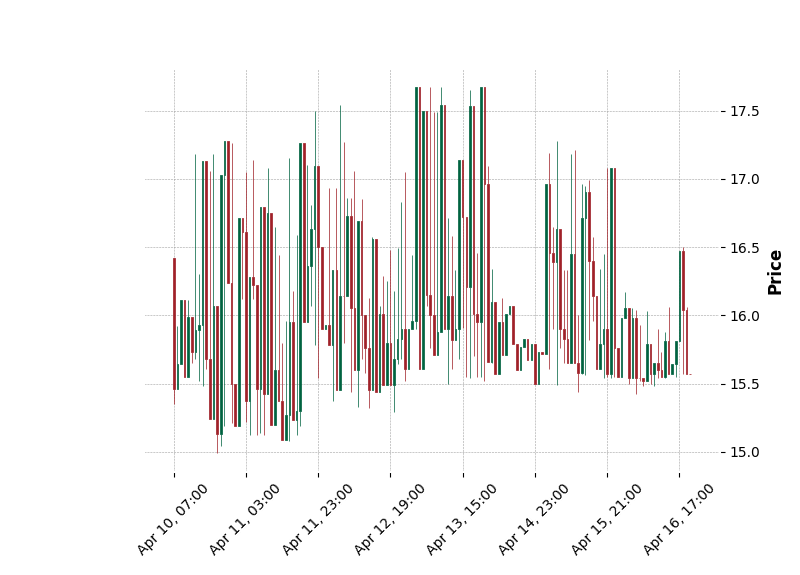 17.5
17.0
16.5
16.0
15.5
15.0
Price
Apr 10, 07:00
Apr 11, 03:00
Apr 11, 23:00
Apr 12, 19:00
Apr 13, 15:00
Apr 14, 23:00
Apr 15, 21:00
Apr 16, 17:00